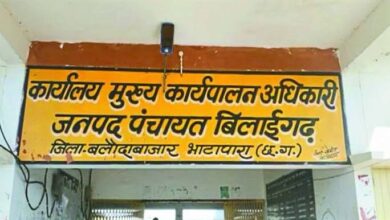 कार्यालय मुख्य कार्यपालन अधिकारी
जनपद पंचायत बिलाईगढ़
जिला-बलौदाबाजार भाटापारा (छ.ग.)